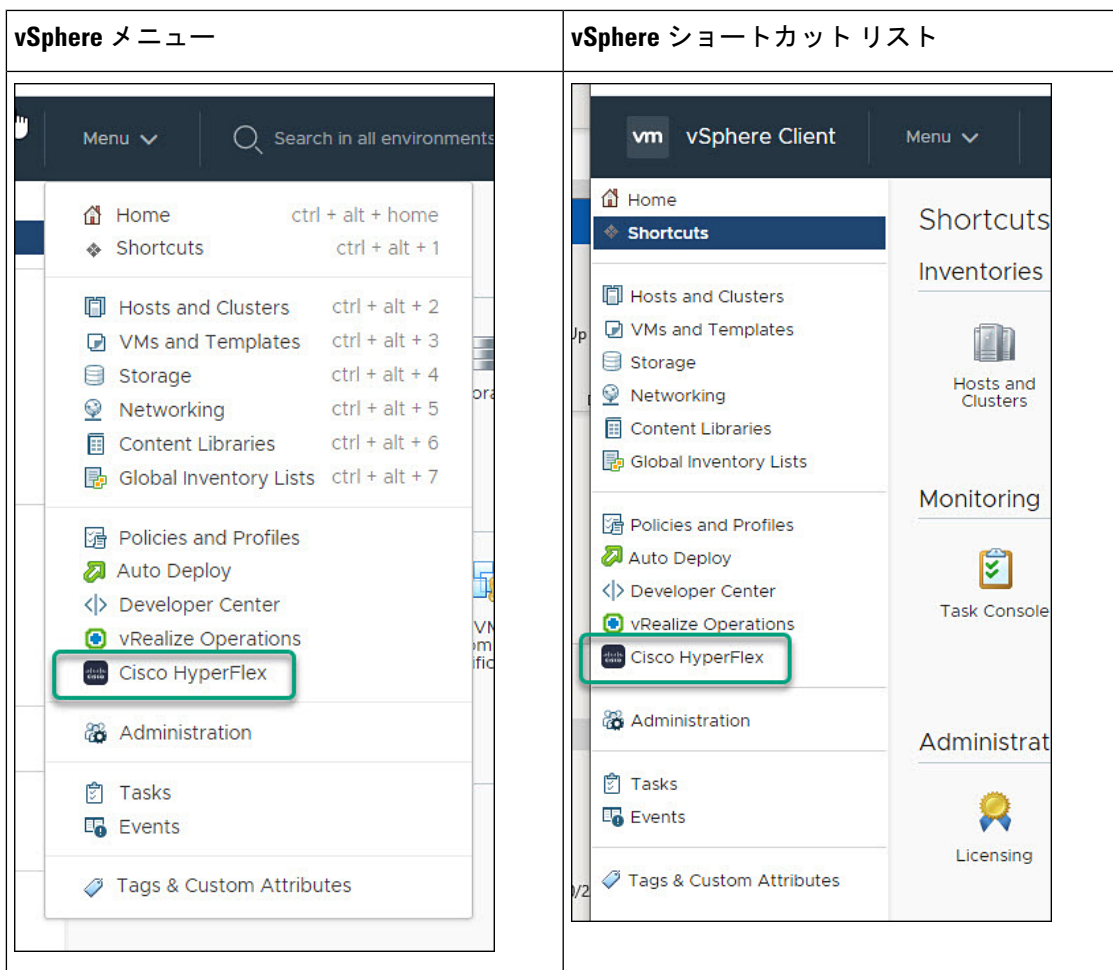 vSphere メニュー
vSphere ショートカット リスト
Menu
Search in all environments
Home ctrl + alt + home
Shortcuts ctrl + alt + 1
Hosts and Clusters ctrl + alt + 2
VMs and Templates ctrl + alt + 3
Storage ctrl + alt + 4
Networking ctrl + alt + 5
Content Libraries ctrl + alt + 6
Global Inventory Lists ctrl + alt + 7
Policies and Profiles
Auto Deploy
Developer Center
vRealize Operations
Cisco HyperFlex
Administration
Tasks
Events
Tags & Custom Attributes
vm vSphere Client
Menu
Home
Shortcuts
Hosts and Clusters
VMs and Templates
Storage
Networking
Content Libraries
Global Inventory Lists
Policies and Profiles
Auto Deploy
Developer Center
vRealize Operations
Cisco HyperFlex
Administration
Tasks
Events
Tags & Custom Attributes
Shortcuts
Inventories
Hosts and
Clusters
Monitoring
Task Console
Administrat
Licensing